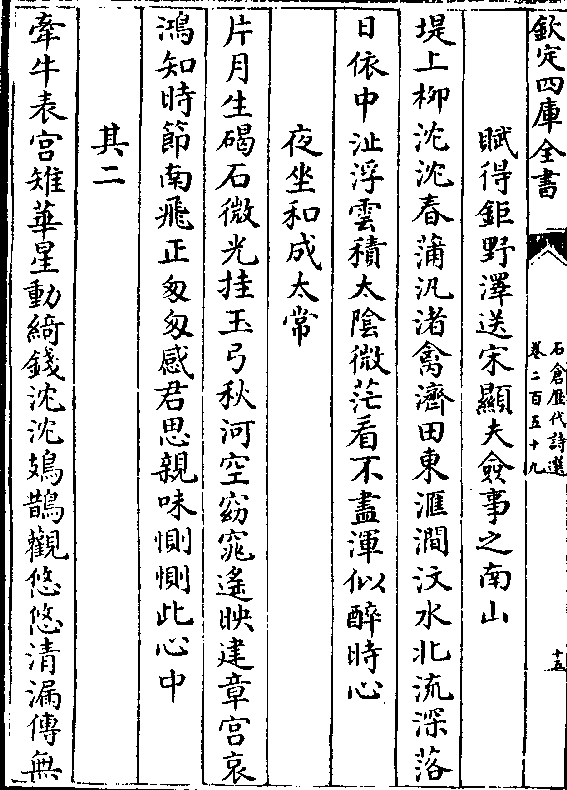 欽定四庫全書
石倉歷代詩選
卷二百五十九
十五
賦得鉅野澤送宋顯夫僉事之南山
堤上柳沈沈春蒲汎渚禽濟田東滙澗汶水北流深落
日依中沚浮雲積太陰微茫看不盡渾似醉時心
夜坐和成太常
片月生碣石微光挂玉弓秋河空窈窕遙映建章宮哀
鴻知時節南飛正匆匆感君思親味惻惻此心中
其二
牽牛表宮雉華星動綺錢沈沈鳷鵲觀悠悠清漏傳無